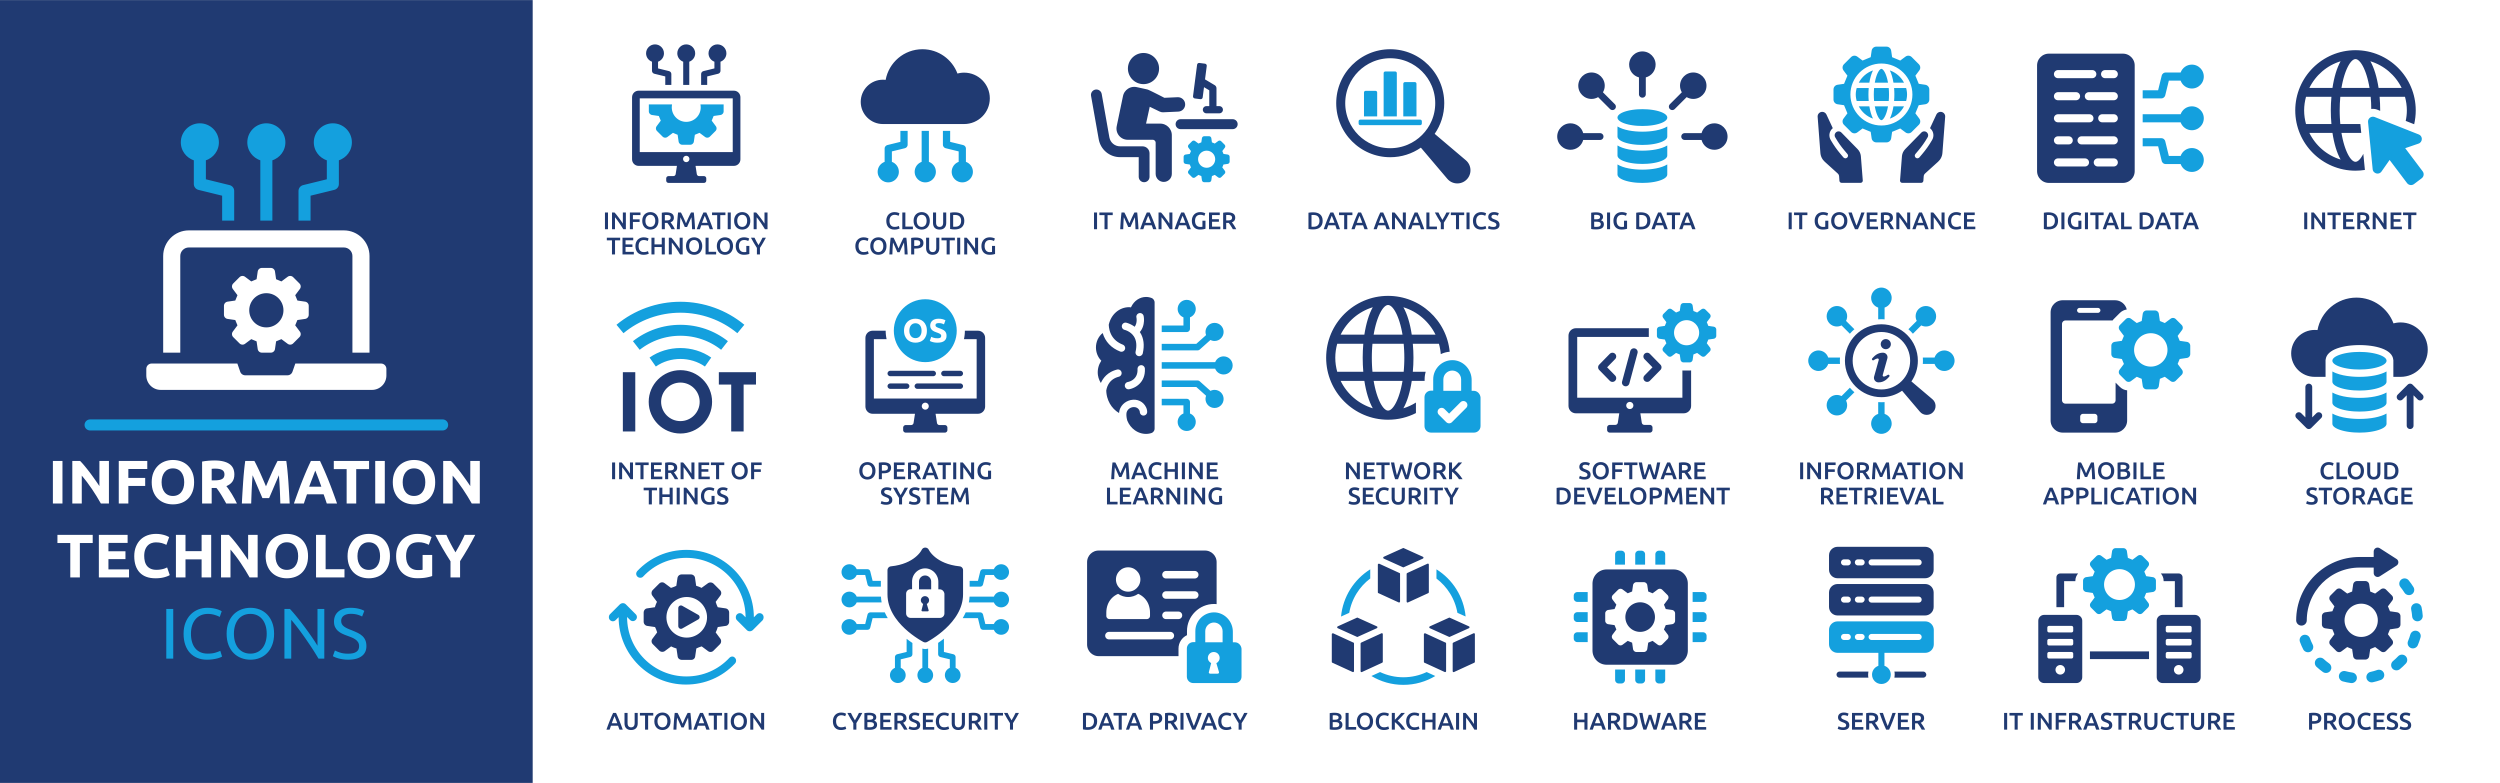 INFORMATION
TECHNOLOGY
ICONS
INFORMATION
TECHNOLOGY
CLOUD
COMPUTING
IT MANAGER
DATA ANALYTICS
BIG DATA
IT GOVERNANCE
DIGITAL DATA
INTERNET
IOT
INTERNET OF
THINGS
OS
OPERATING
SYSTEM
MACHINE
LEARNING
NETWORK
SECURITY
SOFTWARE
DEVELOPMENT
i
INFORMATION
RETRIEVAL
MOBILE
APPLICATION
CLOUD
STORAGE
AUTOMATION
CYBERSECURITY
DATA PRIVACY
BLOCKCHAIN
HARDWARE
SERVER
IT INFRASTRUCTURE
PROCESS